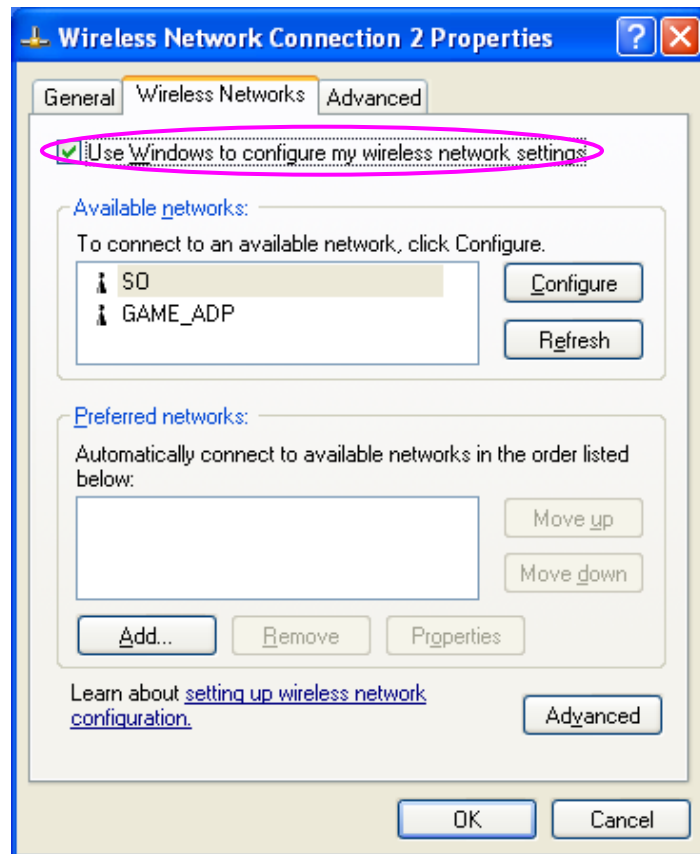 Wireless Network Connection 2 Properties
General Wireless Networks Advanced
Use Windows to configure my wireless network settings
Available networks:
To connect to an available network, click Configure.
SO
Configure
GAME_ADP
Refresh
Preferred networks:
Automatically connect to available networks in the order listed
below:
Move up
Move down
Add... Remove Properties
Learn about setting up wireless network
configuration.
Advanced
OK Cancel